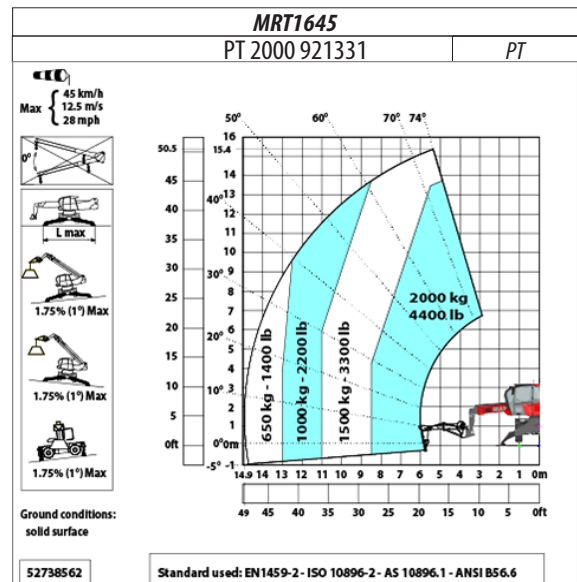 MRT1645
PT 2000 921331
PT
Max
45 km/h
12.5 m/s
28 mph
0°
L max
1.75% (1°) Max
1.75% (1°) Max
1.75% (1°) Max
Ground conditions:
solid surface
52738562
50° 60° 70° 74°
40°
30°
20°
10°
0°
-5°
50.5
45
40
35
30
25
20
15
10
5
0ft
16
15.4
14
13
12
11
10
9
8
7
6
5
4
3
2
1
0m
-1
650 kg - 1400 lb
1000 kg - 2200 lb
1500 kg - 3300 lb
2000 kg
4400 lb
14.9 14 13 12 11 10 9 8 7 6 5 4 3 2 1 0m
49 45 40 35 30 25 20 15 10 5 0ft
Standard used: EN1459-2 - ISO 10896-2 - AS 10896.1 - ANSI B56.6